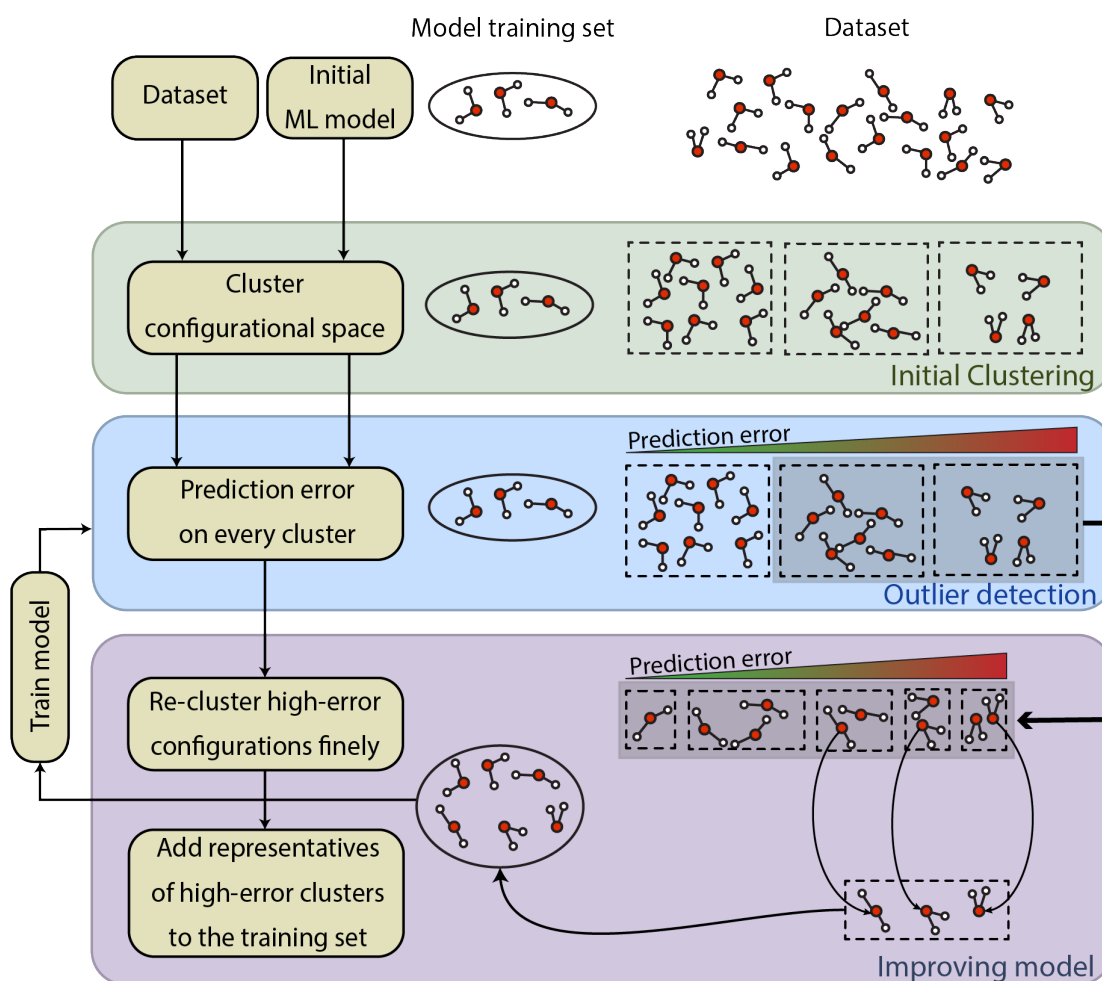 Model training set
Dataset
Dataset
Initial
ML model
Cluster
configurational space
Initial Clustering
Prediction error
Prediction error
on every cluster
Outlier detection
Train model
Prediction error
Re-cluster high-error
configurations finely
Add representatives
of high-error clusters
to the training set
Improving model